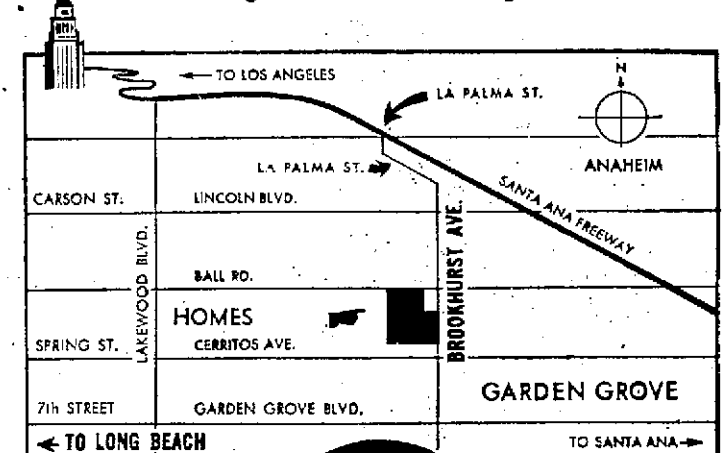 ← TO LOS ANGELES
N
LA PALMA ST.
LA PALMA ST.
ANAHEIM
SANTA ANA FREEWAY
CARSON ST.
LINCOLN BLVD.
LAKEWOOD BLVD.
BROOKHURST AVE.
BALL RD.
HOMES
SPRING ST.
CERRITOS AVE.
GARDEN GROVE
7th STREET
GARDEN GROVE BLVD.
← TO LONG BEACH
TO SANTA ANA →